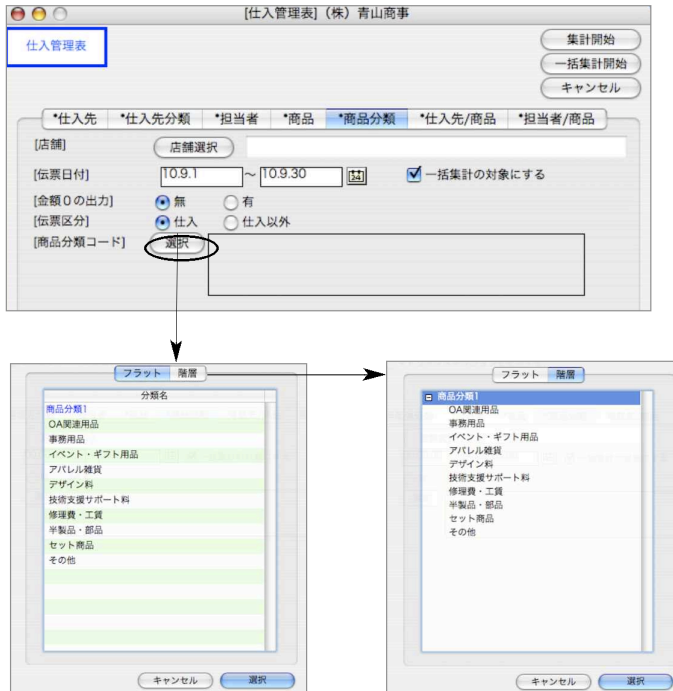 [仕入管理表]（株）青山商事
仕入管理表
集計開始
一括集計開始
キャンセル
*仕入先 *仕入先分類 *担当者 *商品 *商品分類 *仕入先/商品 *担当者/商品
[店舗] 店舗選択
[伝票日付] 10.9.1 ～ 10.9.30 一括集計の対象にする
[金額０の出力] 無 有
[伝票区分] 仕入 仕入以外
[商品分類コード] 選択
フラット 階層
分類名
商品分類1
OA関連用品
事務用品
イベント・ギフト用品
アパレル雑貨
デザイン料
技術支援サポート料
修理費・工賃
半製品・部品
セット商品
その他
キャンセル 選択
フラット 階層
商品分類1
OA関連用品
事務用品
イベント・ギフト用品
アパレル雑貨
デザイン料
技術支援サポート料
修理費・工賃
半製品・部品
セット商品
その他
キャンセル 選択